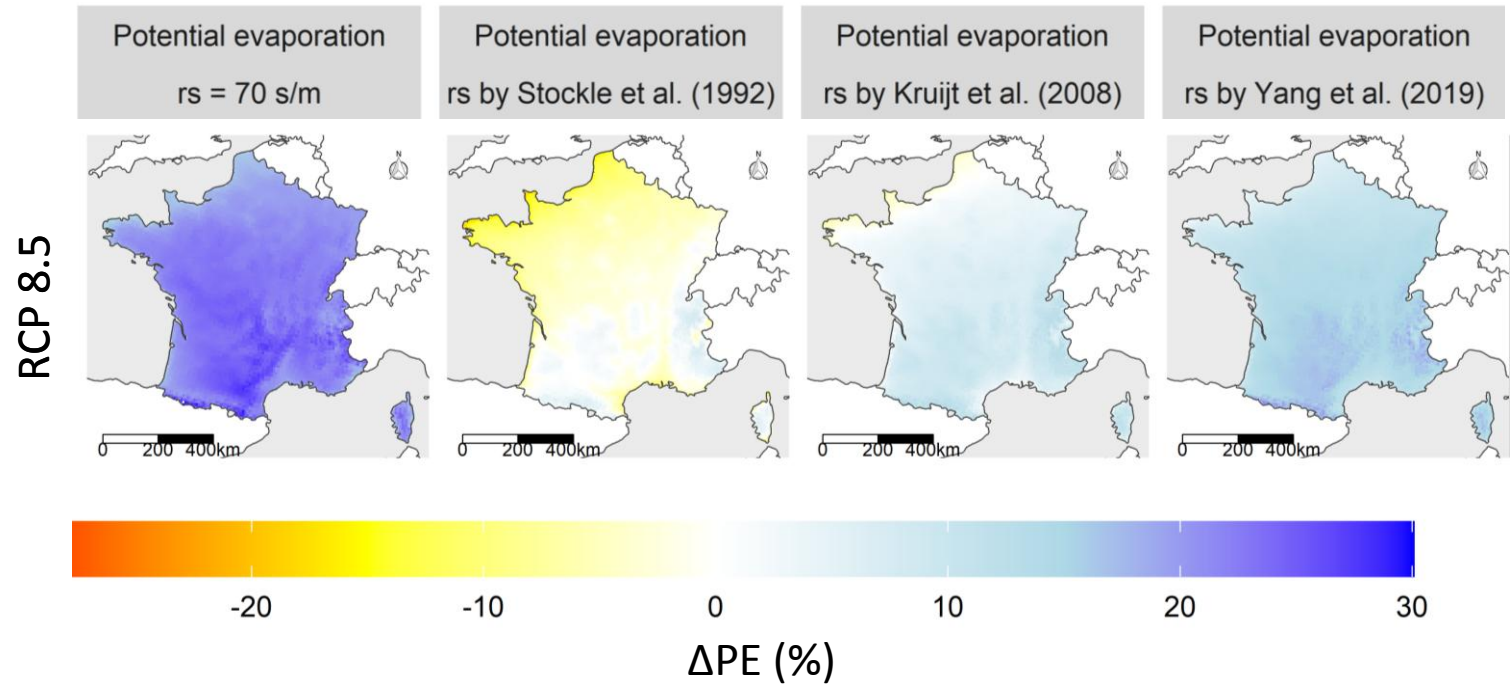 Potential evaporation
rs = 70 s/m
Potential evaporation
rs by Stockle et al. (1992)
Potential evaporation
rs by Kruijt et al. (2008)
Potential evaporation
rs by Yang et al. (2019)
RCP 8.5
N
N
N
N
0 200 400km
0 200 400km
0 200 400km
0 200 400km
-20 -10 0 10 20 30
ΔPE (%)